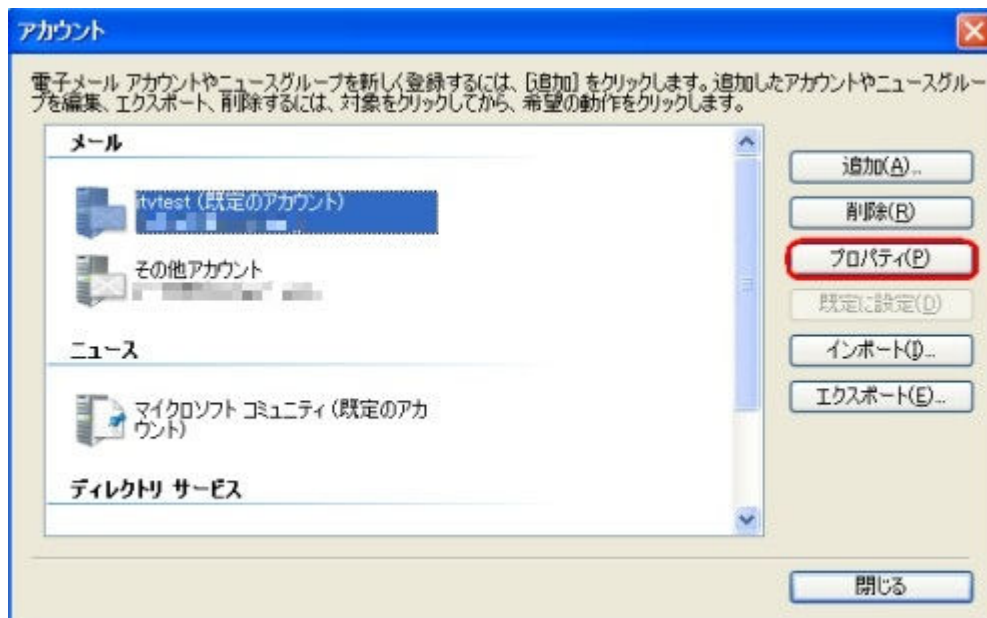 アカウント
電子メール アカウントやニュースグループを新しく登録するには、[追加] をクリックします。追加したアカウントやニュースグルー
プを編集、エクスポート、削除するには、対象をクリックしてから、希望の動作をクリックします。
メール
tvtest (既定のアカウント)
その他アカウント
ニュース
マイクロソフト コミュニティ (既定のアカ
ウント)
ディレクトリ サービス
追加(A)...
削除(R)
プロパティ(P)
既定に設定(D)
インポート(I)...
エクスポート(E)...
閉じる